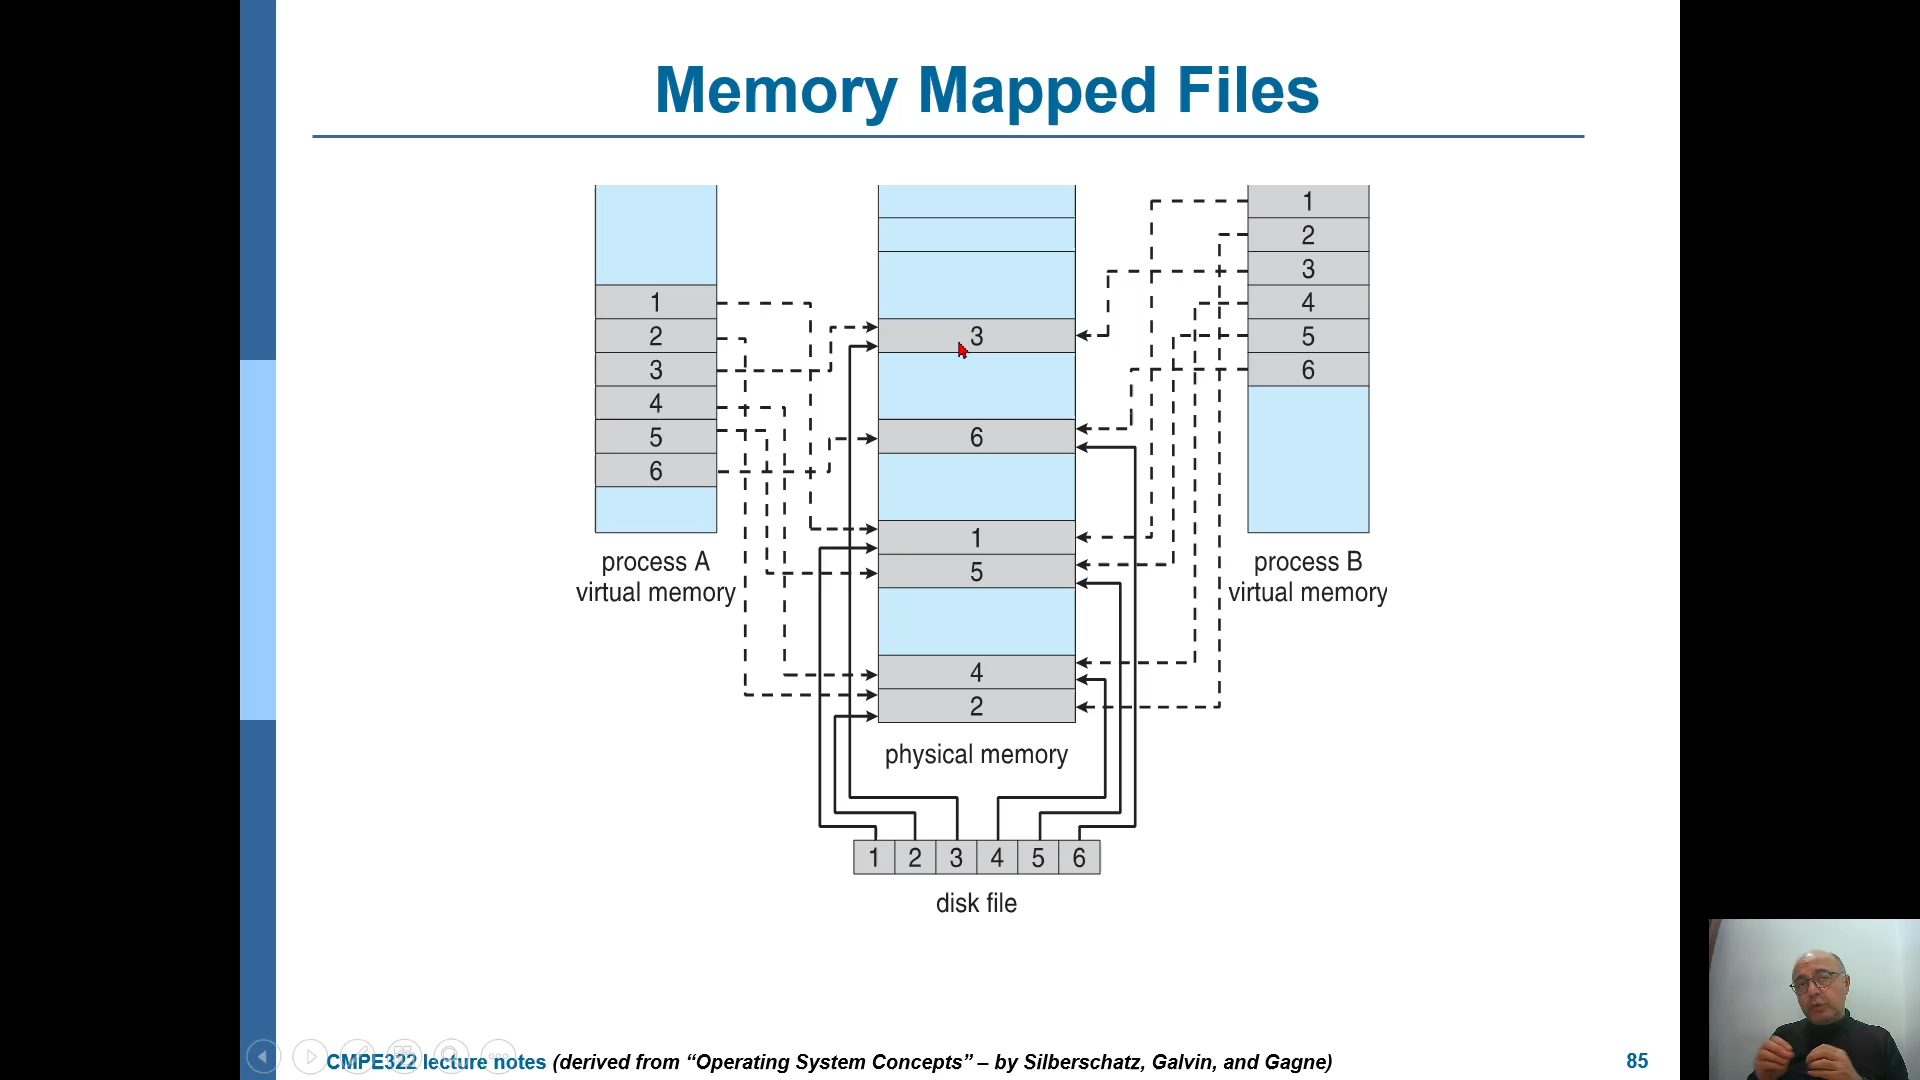 Memory Mapped Files
1
2
3
4
5
6
process A
virtual memory
3
6
1
5
4
2
physical memory
1
2
3
4
5
6
process B
virtual memory
1 2 3 4 5 6
disk file
CMPE322 lecture notes (derived from “Operating System Concepts” – by Silberschatz, Galvin, and Gagne)
85